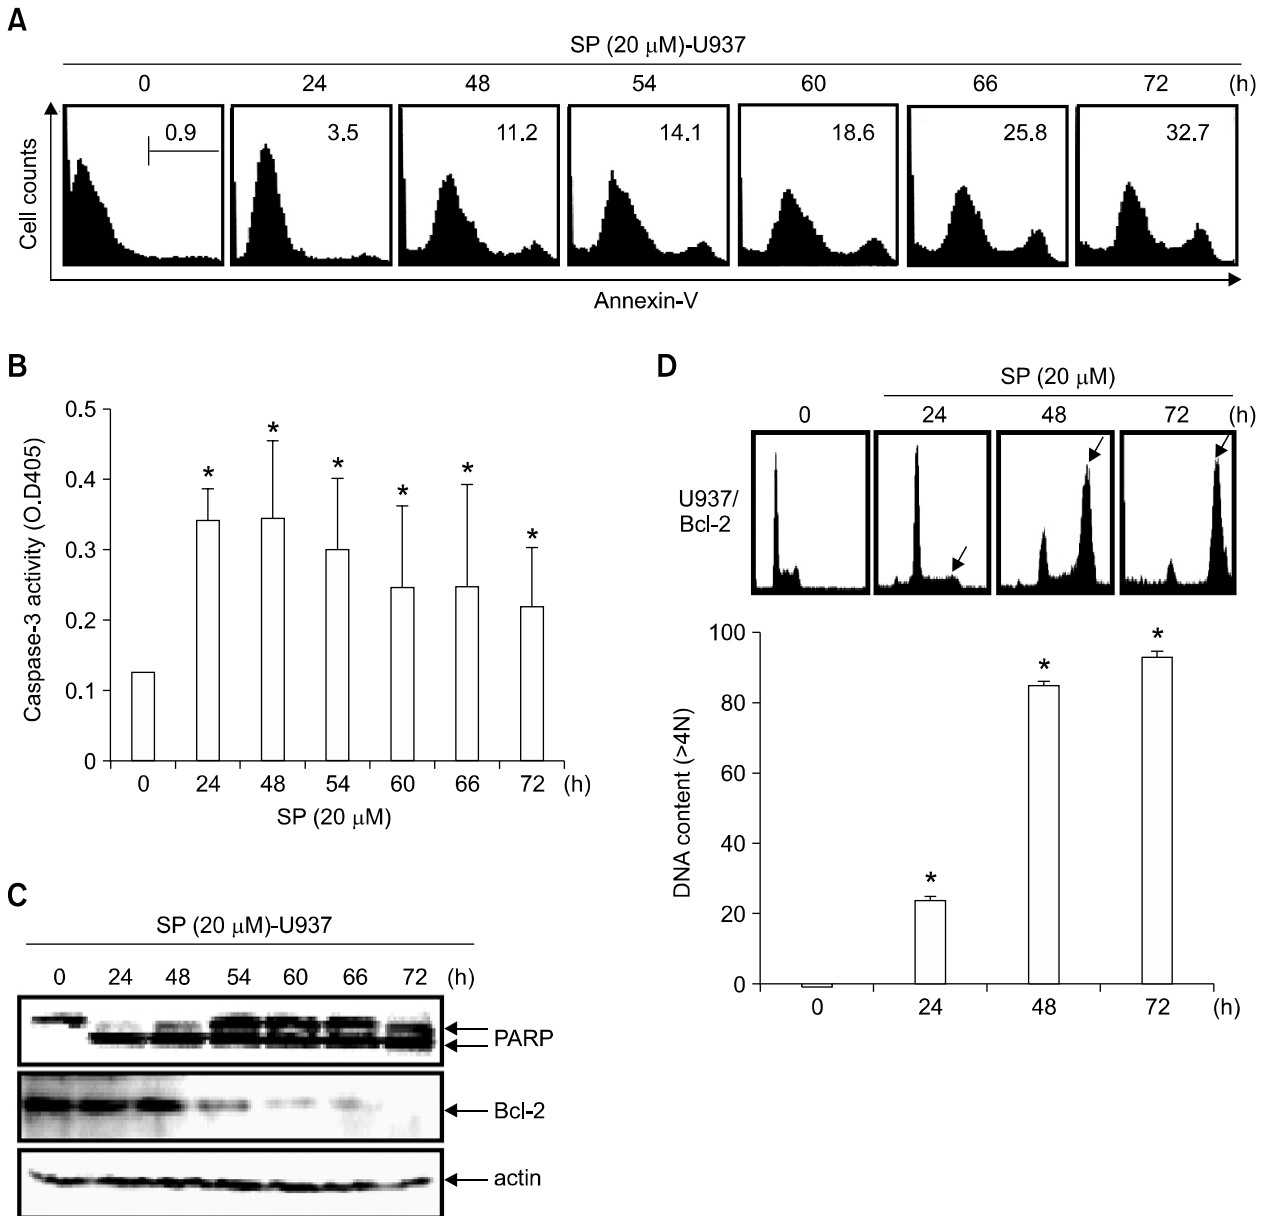 A
SP (20 μM)-U937
0 24 48 54 60 66 72 (h)
0.9 3.5 11.2 14.1 18.6 25.8 32.7
Cell counts
Annexin-V
B
0.5
0.4
0.3
0.2
0.1
0
Caspase-3 activity (O.D405)
* * * * * *
0 24 48 54 60 66 72 (h)
SP (20 μM)
C
SP (20 μM)-U937
0 24 48 54 60 66 72 (h)
PARP
Bcl-2
actin
D
SP (20 μM)
0 24 48 72 (h)
U937/
Bcl-2
100
80
60
40
20
0
DNA content (>4N)
* * *
0 24 48 72 (h)